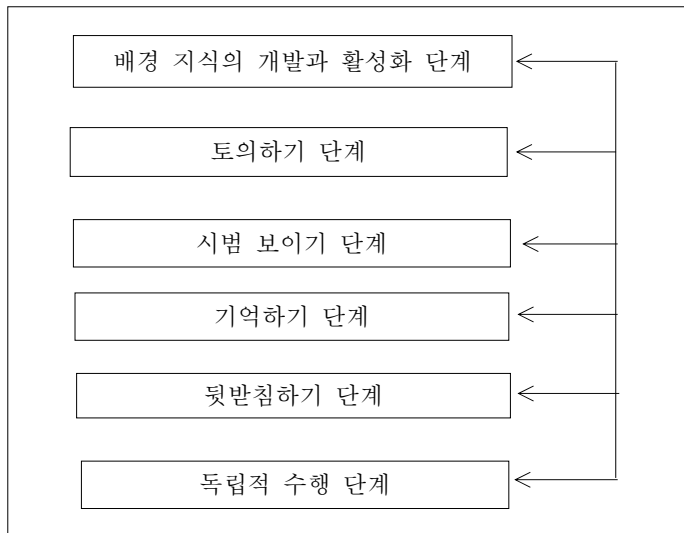 배경 지식의 개발과 활성화 단계
토의하기 단계
시범 보이기 단계
기억하기 단계
뒷받침하기 단계
독립적 수행 단계